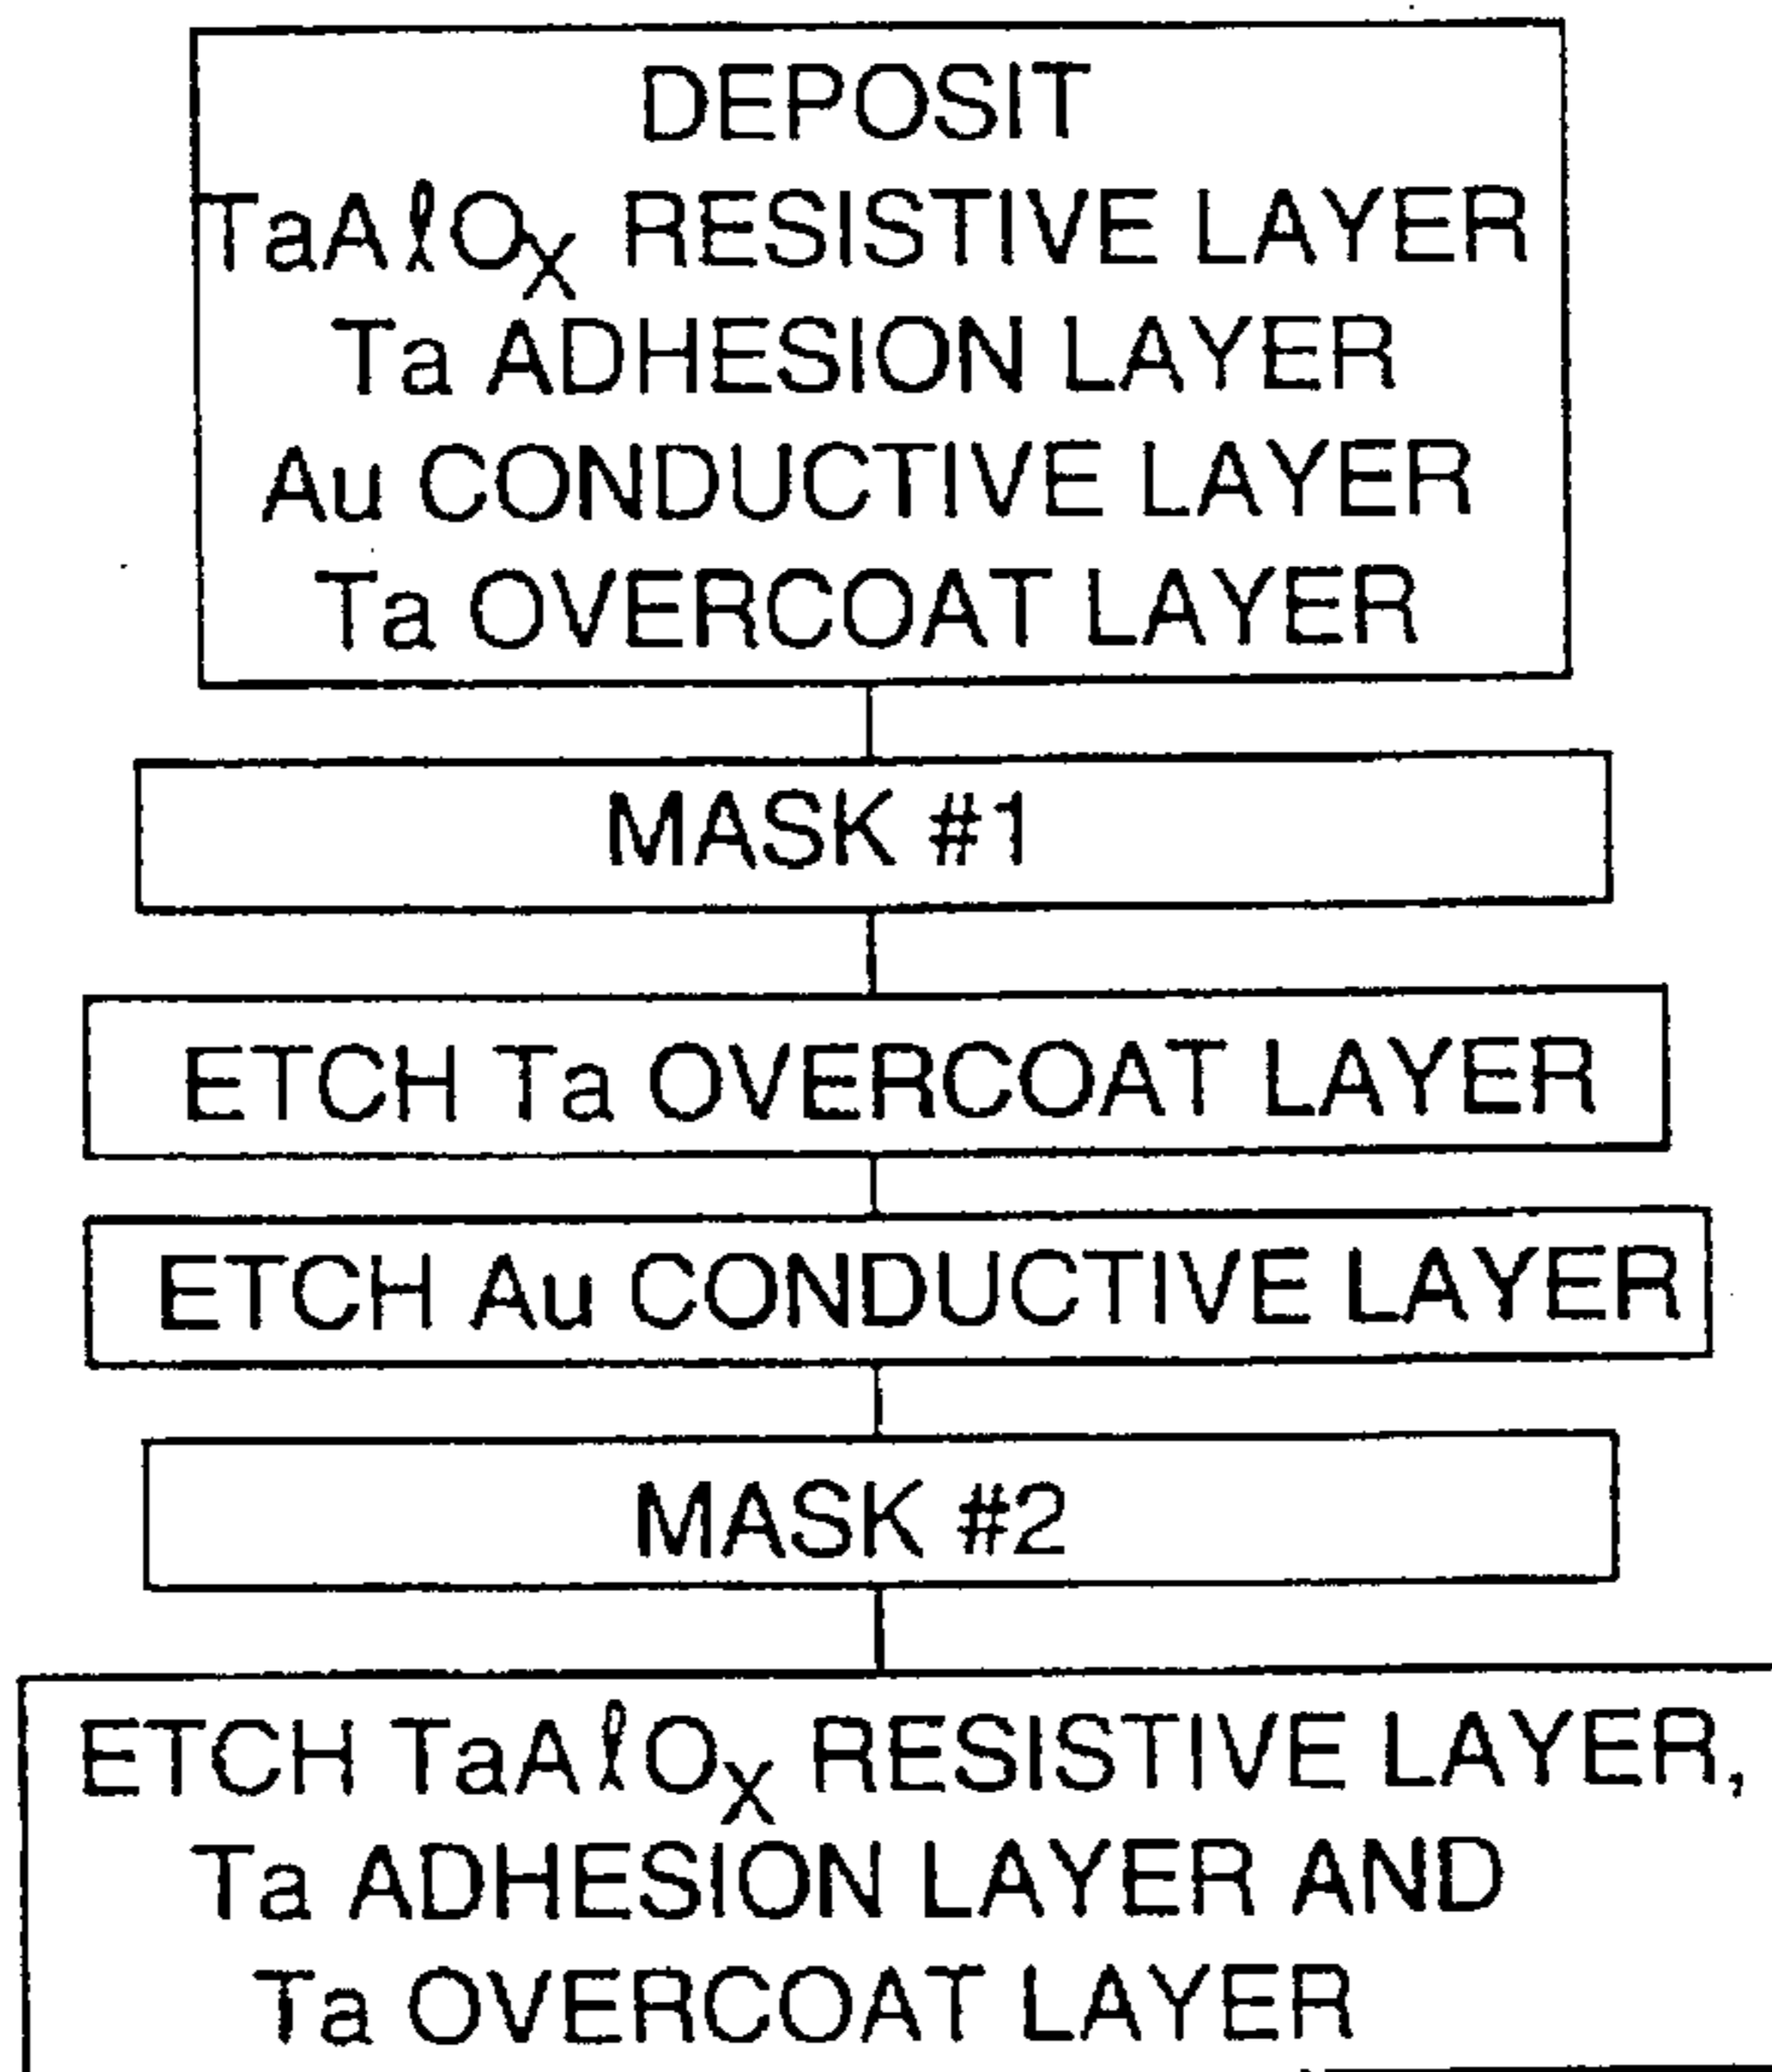 DEPOSIT
TaAℓOx RESISTIVE LAYER
Ta ADHESION LAYER
Au CONDUCTIVE LAYER
Ta OVERCOAT LAYER
MASK #1
ETCH Ta OVERCOAT LAYER
ETCH Au CONDUCTIVE LAYER
MASK #2
ETCH TaAℓOx RESISTIVE LAYER,
Ta ADHESION LAYER AND
Ta OVERCOAT LAYER